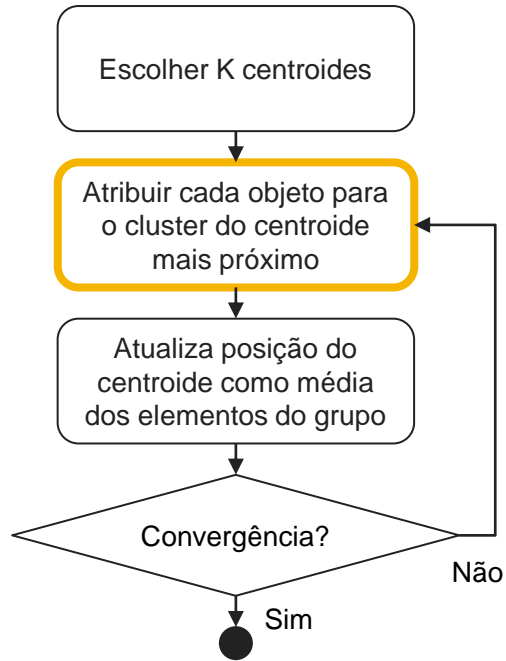 Escolher K centroides
Atribuir cada objeto para
o cluster do centroide
mais próximo
Atualiza posição do
centroide como média
dos elementos do grupo
Convergência?
Não
Sim